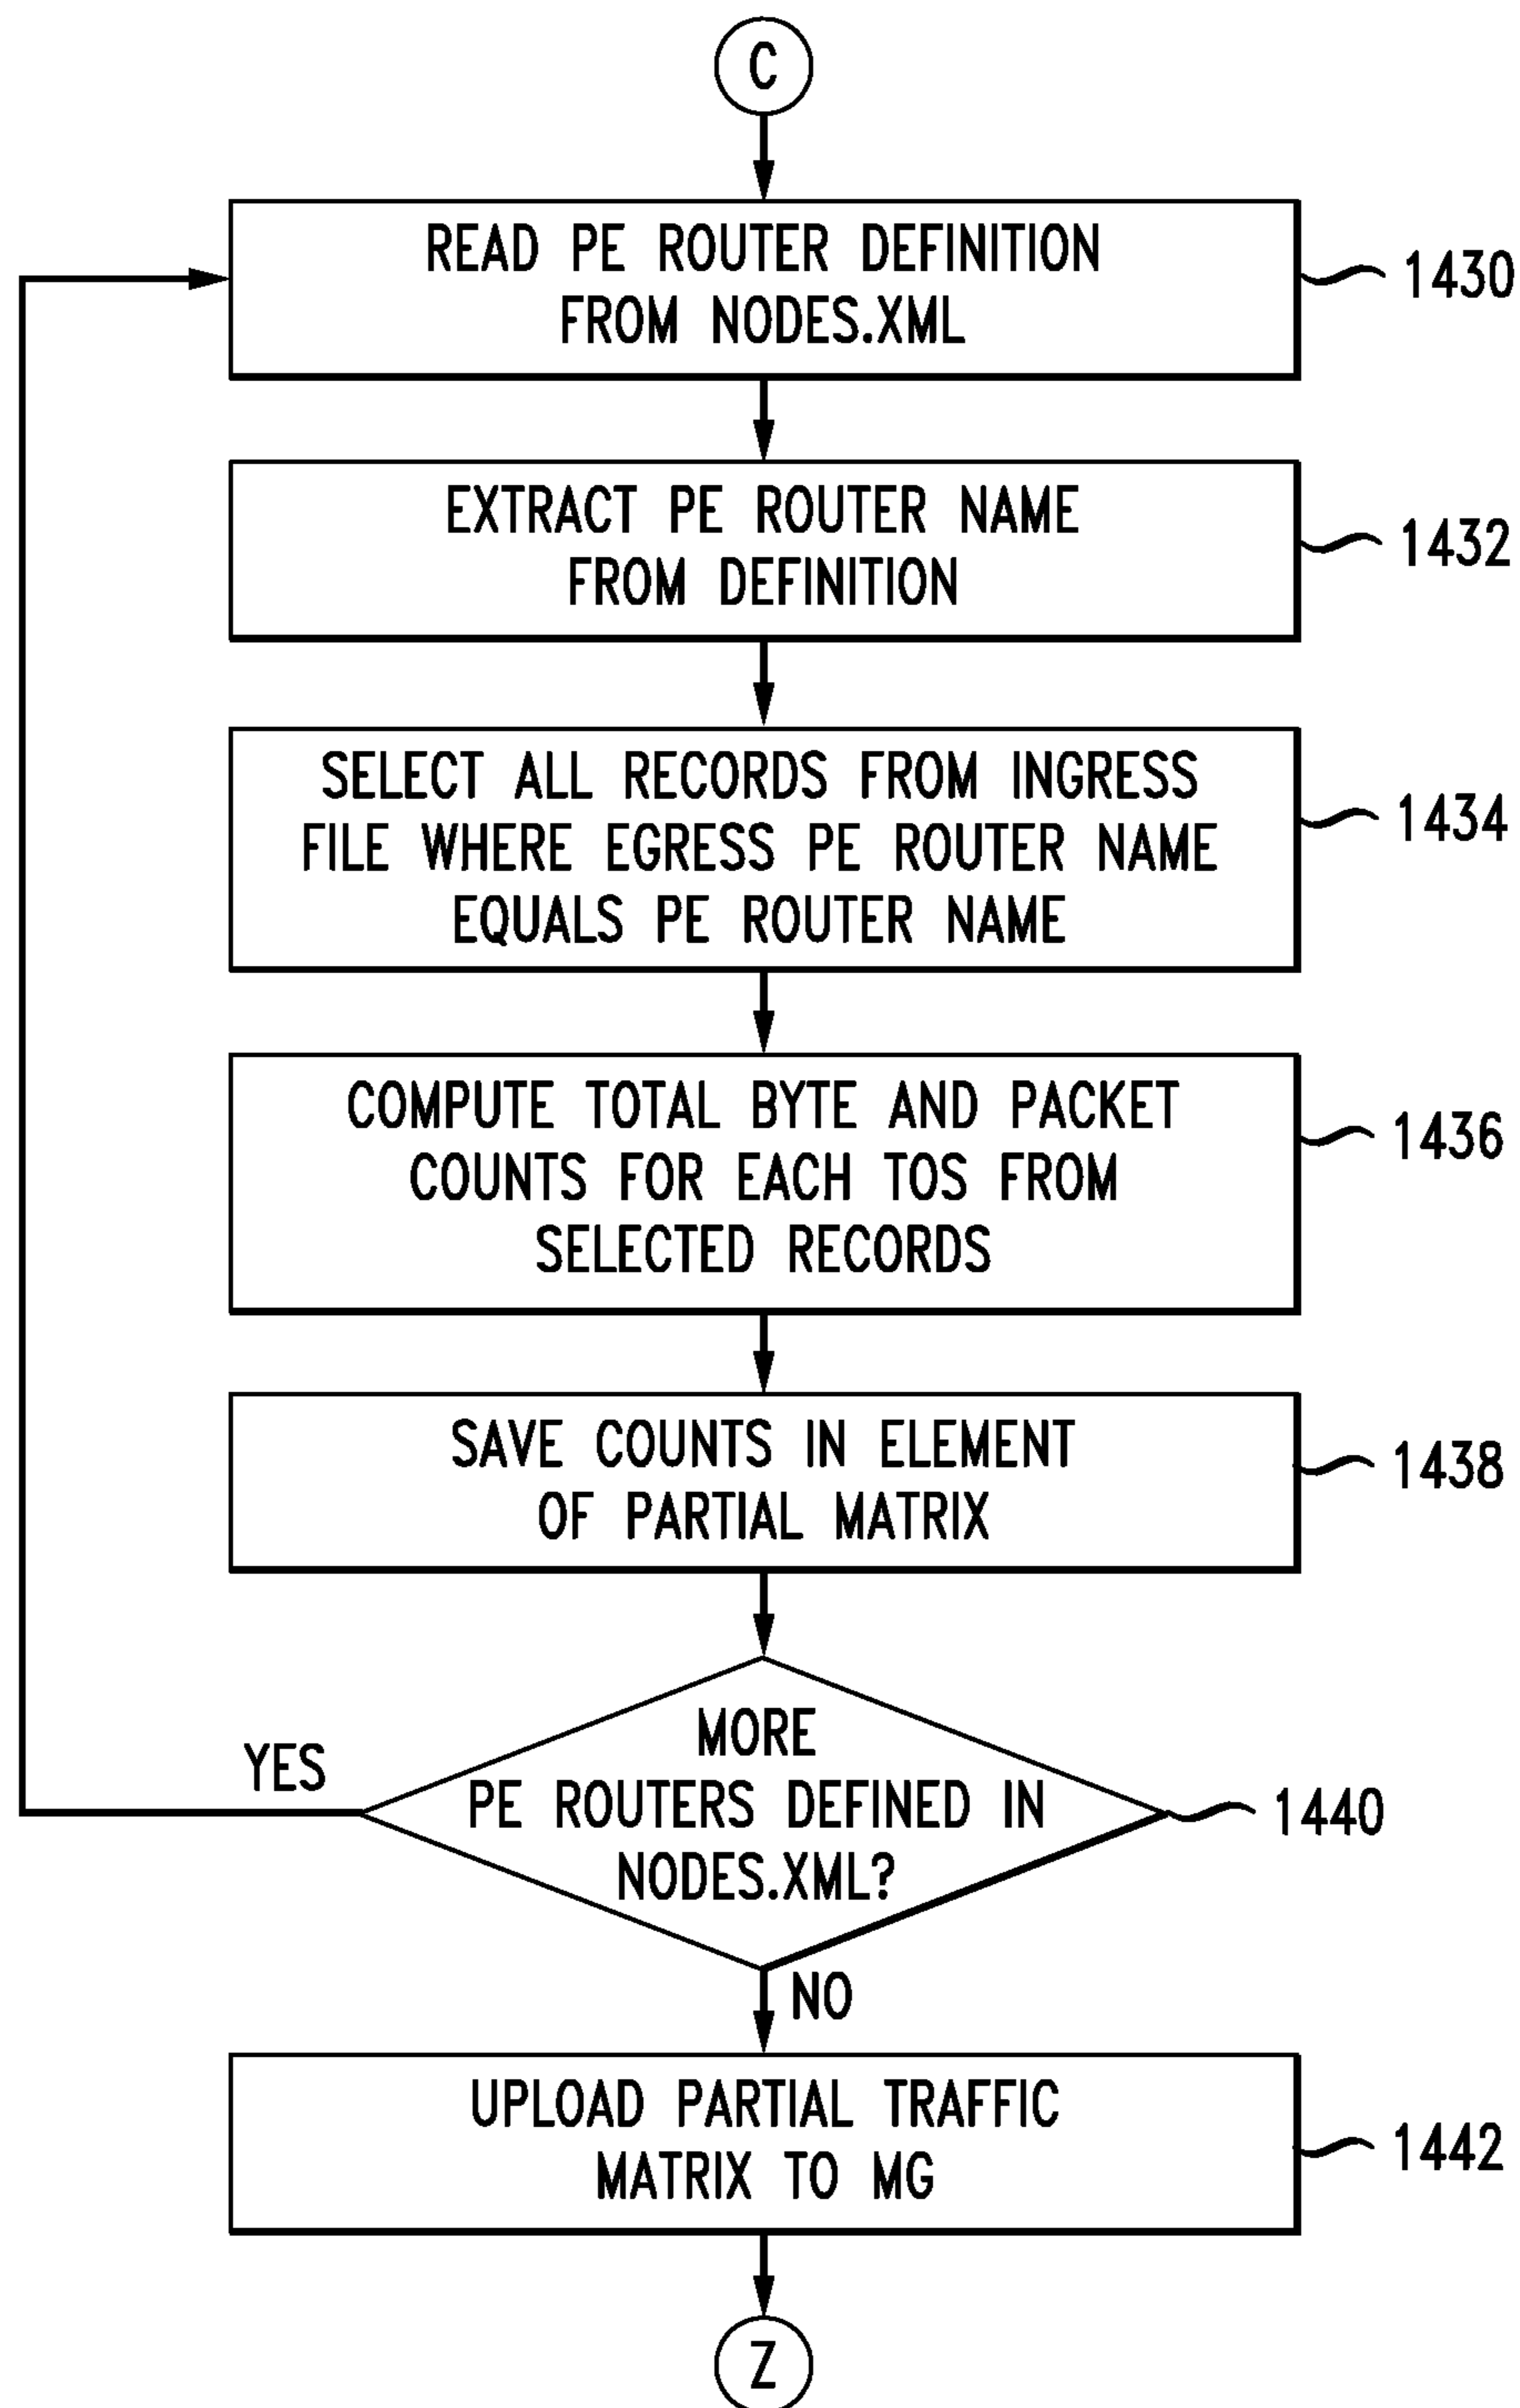 C
READ PE ROUTER DEFINITION
FROM NODES.XML
1430
EXTRACT PE ROUTER NAME
FROM DEFINITION
1432
SELECT ALL RECORDS FROM INGRESS
FILE WHERE EGRESS PE ROUTER NAME
EQUALS PE ROUTER NAME
1434
COMPUTE TOTAL BYTE AND PACKET
COUNTS FOR EACH TOS FROM
SELECTED RECORDS
1436
SAVE COUNTS IN ELEMENT
OF PARTIAL MATRIX
1438
MORE
PE ROUTERS DEFINED IN
NODES.XML?
1440
YES
NO
UPLOAD PARTIAL TRAFFIC
MATRIX TO MG
1442
Z